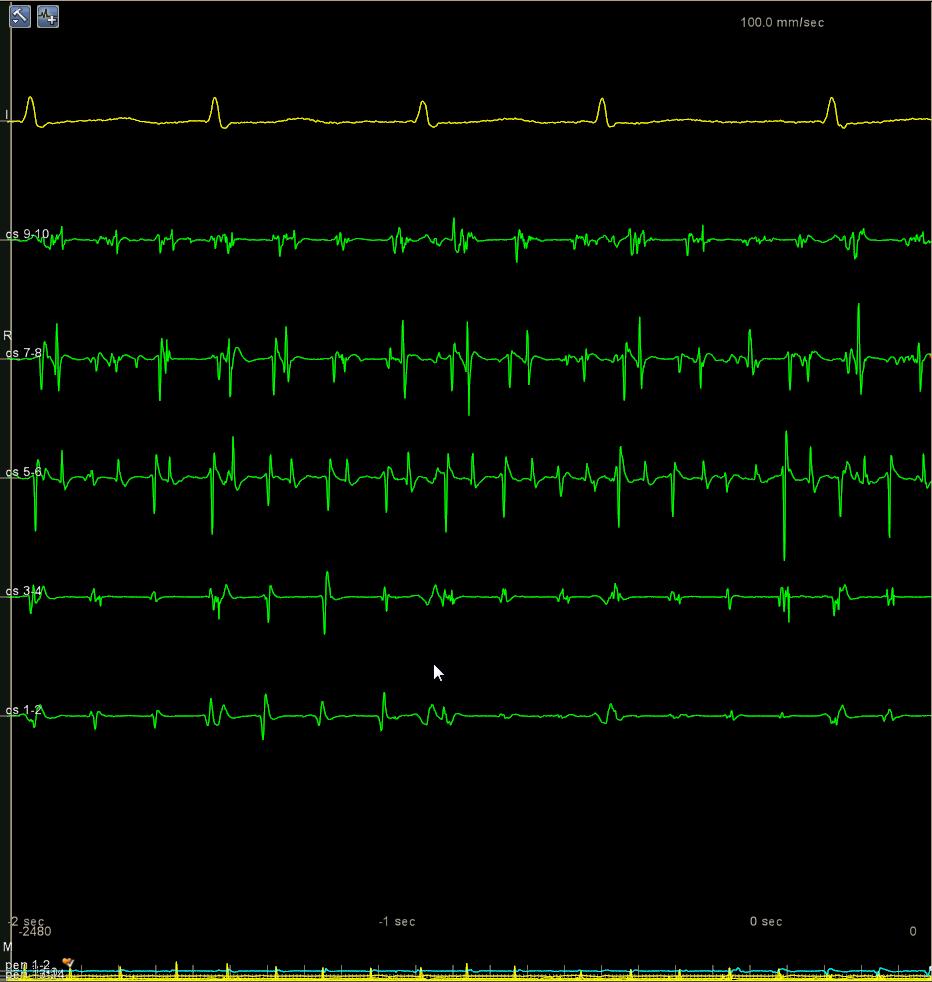 100.0 mm/sec
I
cs 9-10
R
cs 7-8
cs 5-6
cs 3-4
cs 1-2
-2 sec -1 sec 0 sec
-2480 0
M
pen 1-2